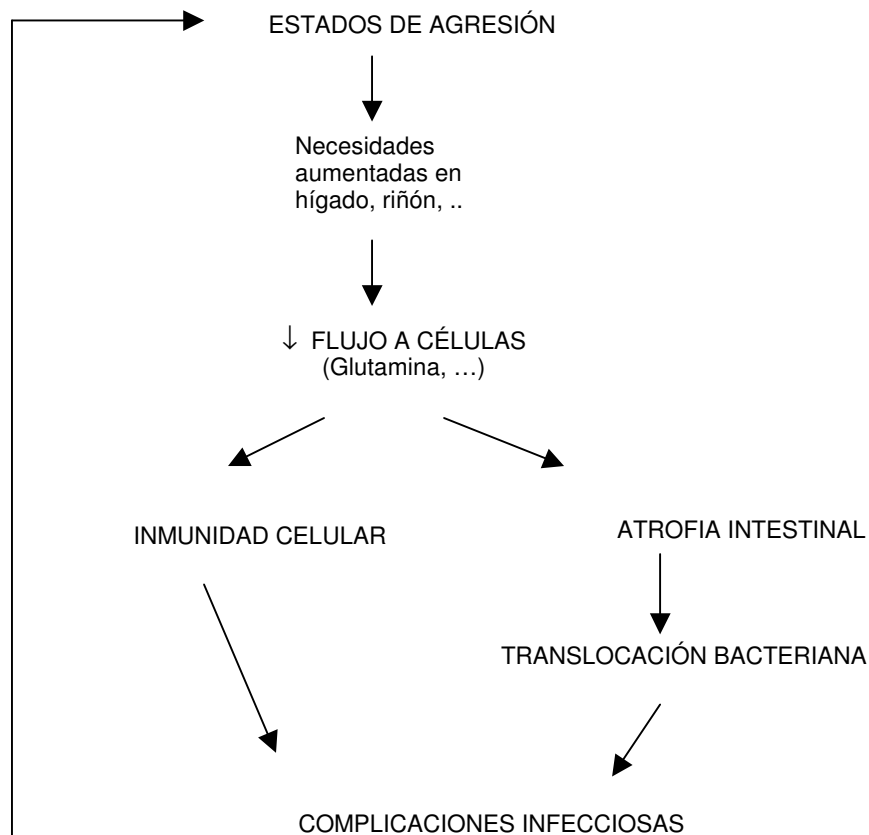 ESTADOS DE AGRESIÓN
Necesidades
aumentadas en
hígado, riñón, ..
↓ FLUJO A CÉLULAS
(Glutamina, …)
INMUNIDAD CELULAR
ATROFIA INTESTINAL
TRANSLOCACIÓN BACTERIANA
COMPLICACIONES INFECCIOSAS